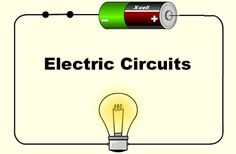 - X-cell +
Electric Circuits